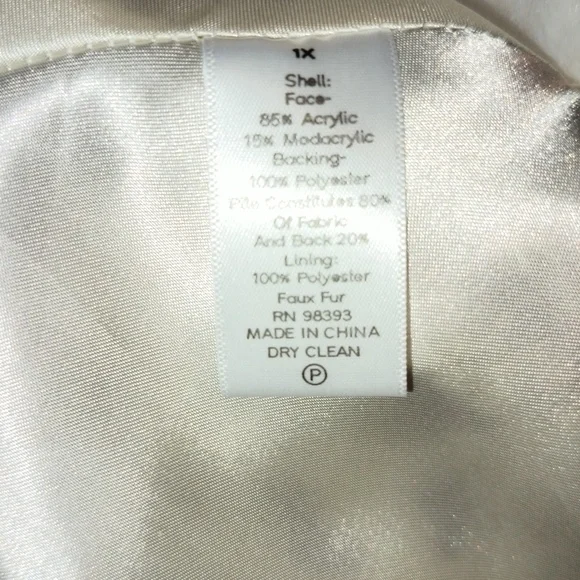 1X
Shell:
Face-
85% Acrylic
15% Modacrylic
Backing-
100% Polyester
Pile Constitutes 80%
Of Fabric
And Back 20%
Lining:
100% Polyester
Faux Fur
RN 98393
MADE IN CHINA
DRY CLEAN
P